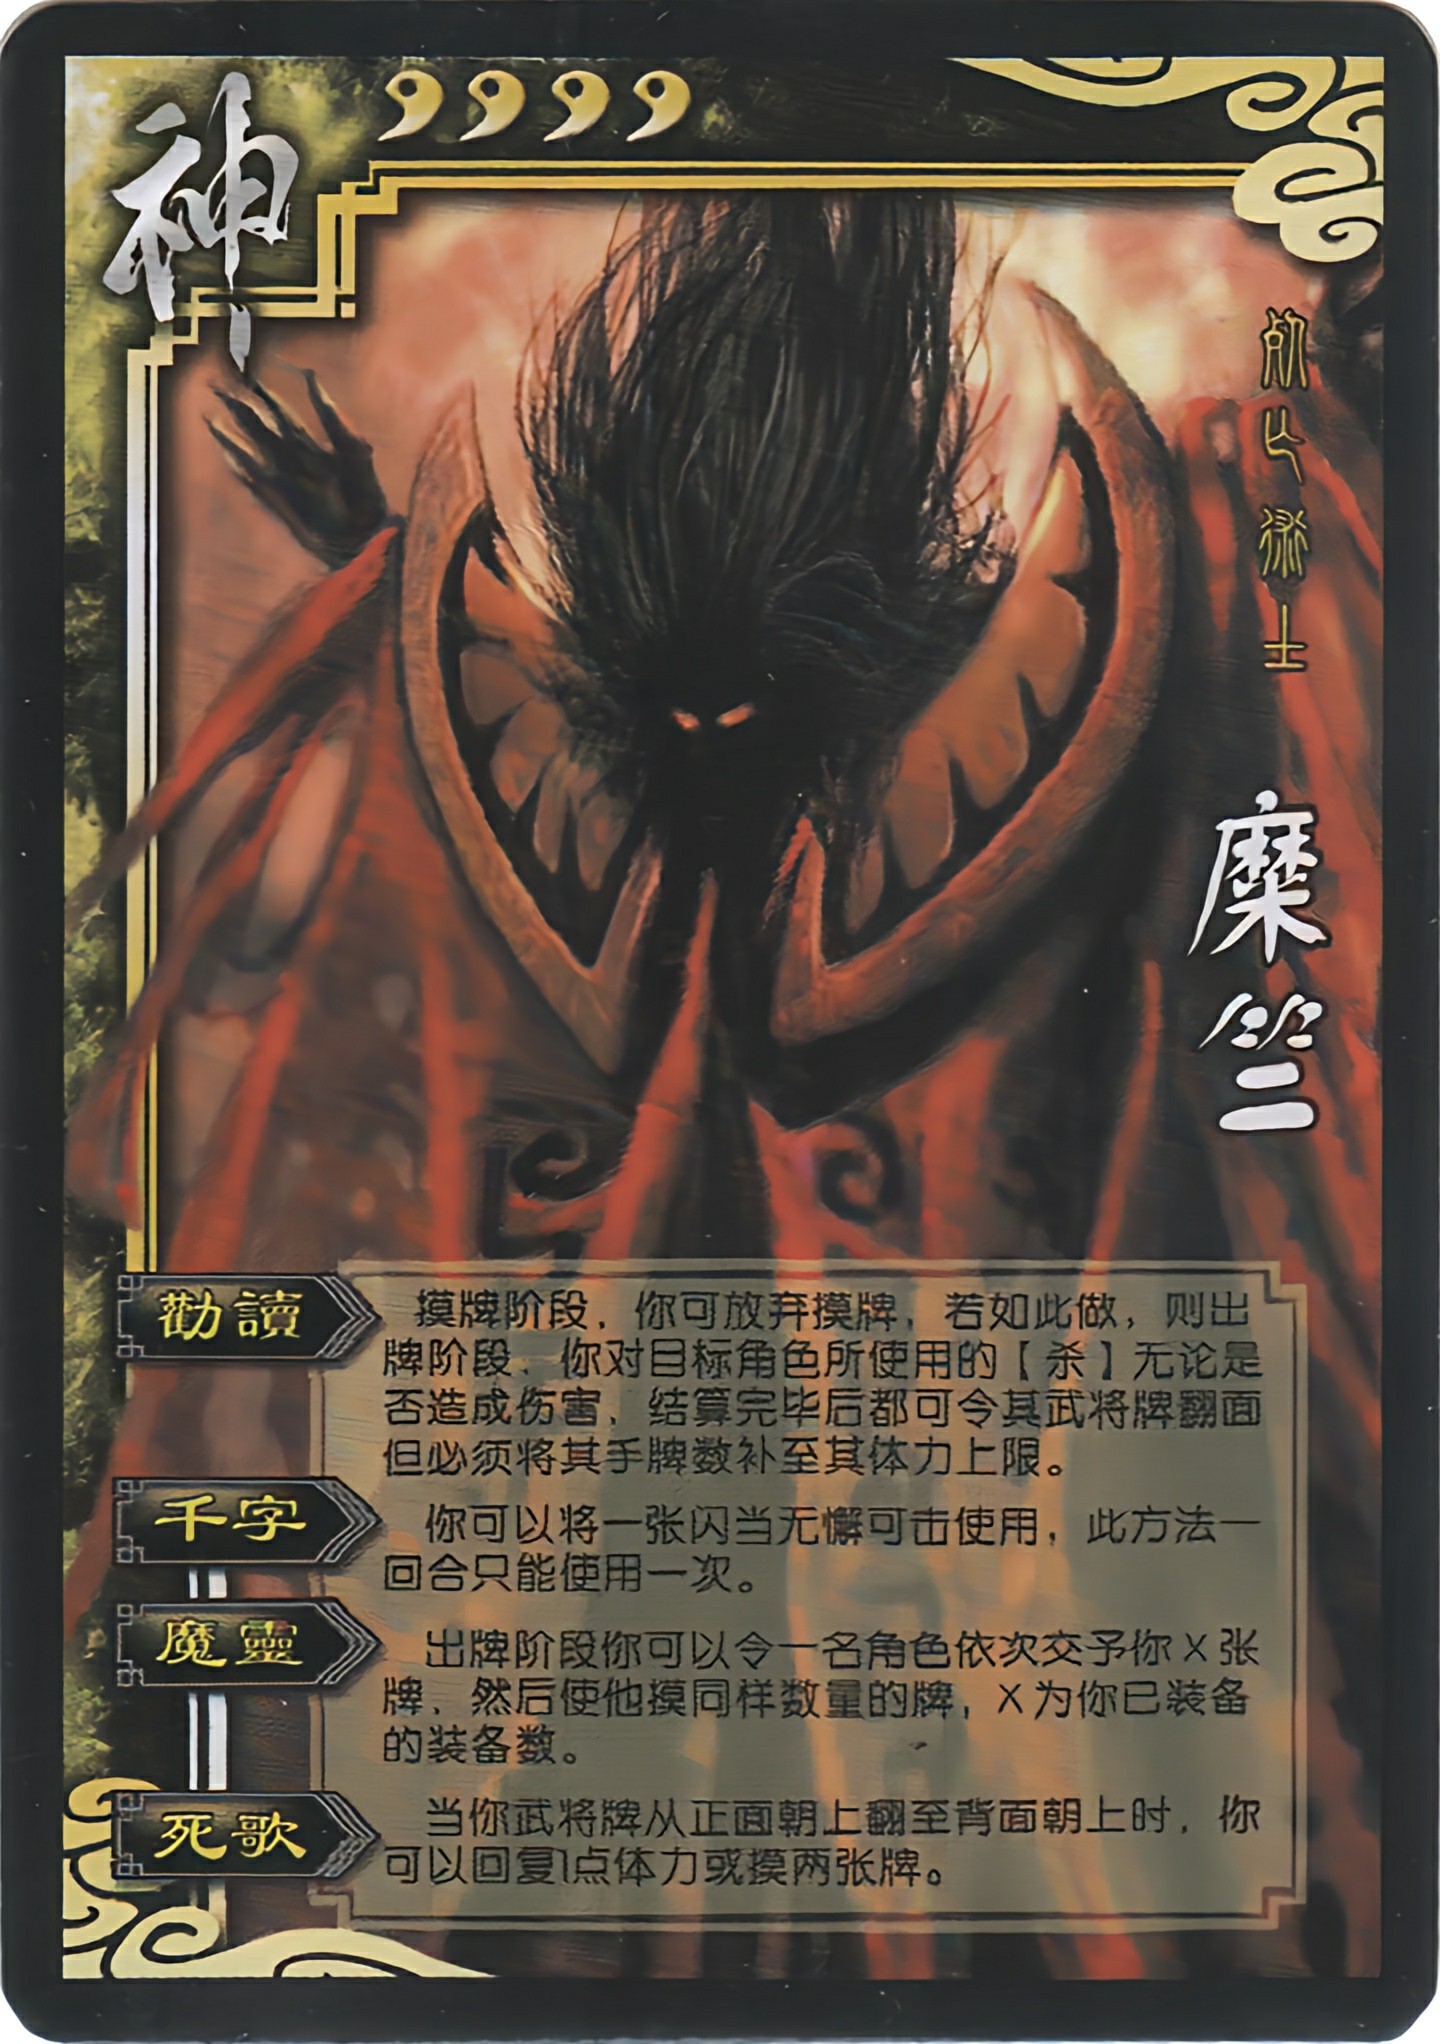 神
術士
糜竺
勸讀
摸牌阶段，你可放弃摸牌，若如此做，则出
牌阶段，你对目标角色所使用的【杀】无论是
否造成伤害，结算完毕后都可令其武将牌翻面
但必须将其手牌数补至其体力上限。
千字
你可以将一张闪当无懈可击使用，此方法一
回合只能使用一次。
魔靈
出牌阶段你可以令一名角色依次交予你X张
牌，然后使他摸同样数量的牌，X为你已装备
的装备数。
死歌
当你武将牌从正面朝上翻至背面朝上时，你
可以回复1点体力或摸两张牌。